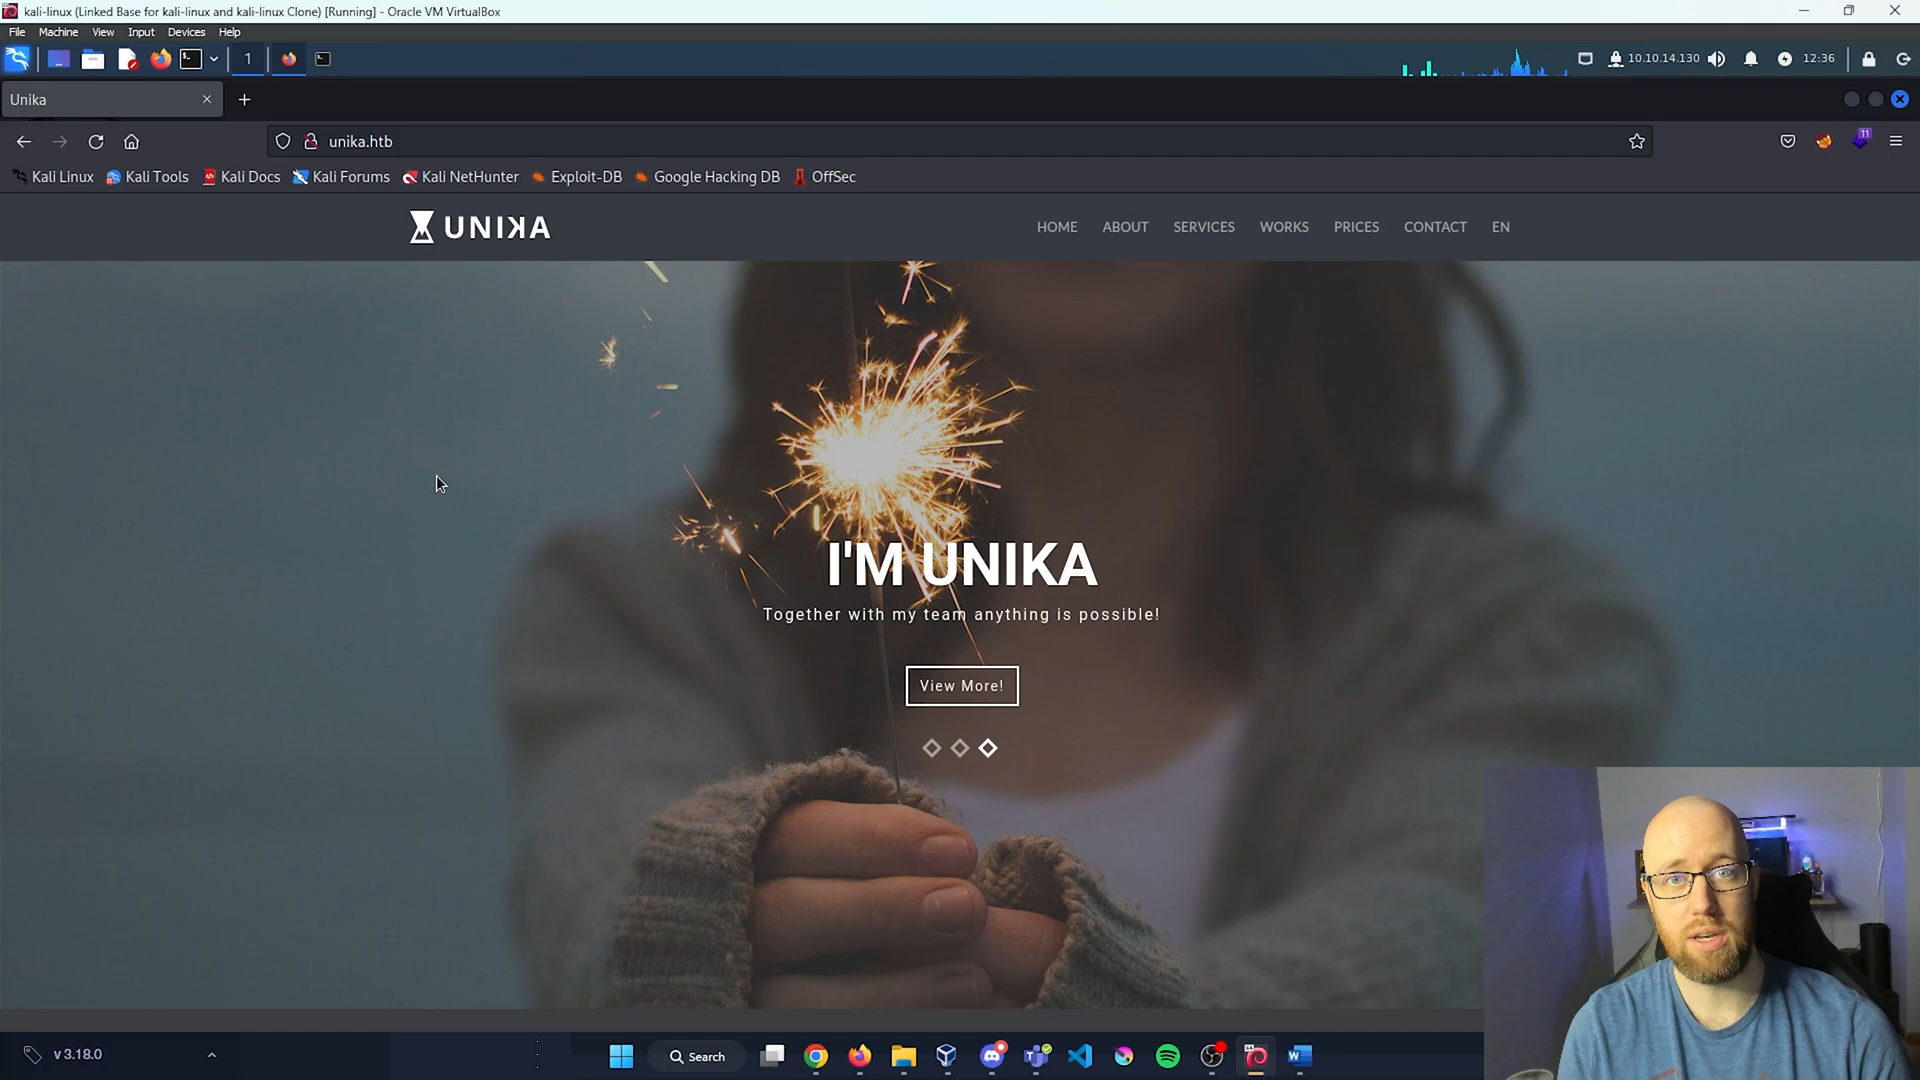 kali-linux (Linked Base for kali-linux and kali-linux Clone) [Running] - Oracle VM VirtualBox
File Machine View Input Devices Help
1 10.10.14.130 12:36
Unika
unika.htb 11
Kali Linux Kali Tools Kali Docs Kali Forums Kali NetHunter Exploit-DB Google Hacking DB OffSec
UNIKA HOME ABOUT SERVICES WORKS PRICES CONTACT EN
I'M UNIKA
Together with my team anything is possible!
View More!
v 3.18.0 Search